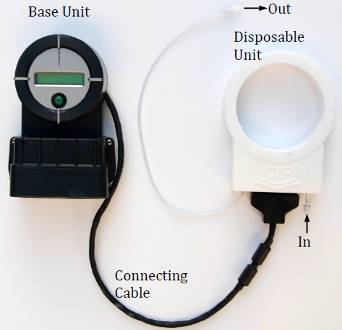 Base Unit
Out
Disposable
Unit
In
Connecting
Cable